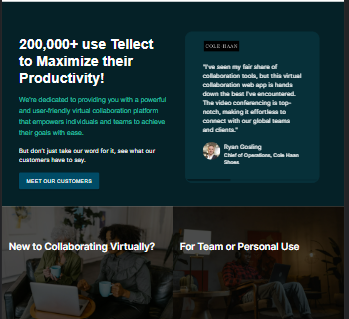 200,000+ use Tellect
to Maximize their
Productivity!
We're dedicated to providing you with a powerful
and user-friendly virtual collaboration platform
that empowers individuals and teams to achieve
their goals with ease.
But don't just take our word for it, see what our
customers have to say.
MEET OUR CUSTOMERS
COLE HAAN
"I've seen my fair share of
collaboration tools, but this virtual
collaboration web app is hands
down the best I've encountered.
The video conferencing is top-
notch, making it effortless to
connect with our global teams
and clients."
Ryan Gosling
Chief of Operations, Cole Haan
Shoes
New to Collaborating Virtually?
For Team or Personal Use